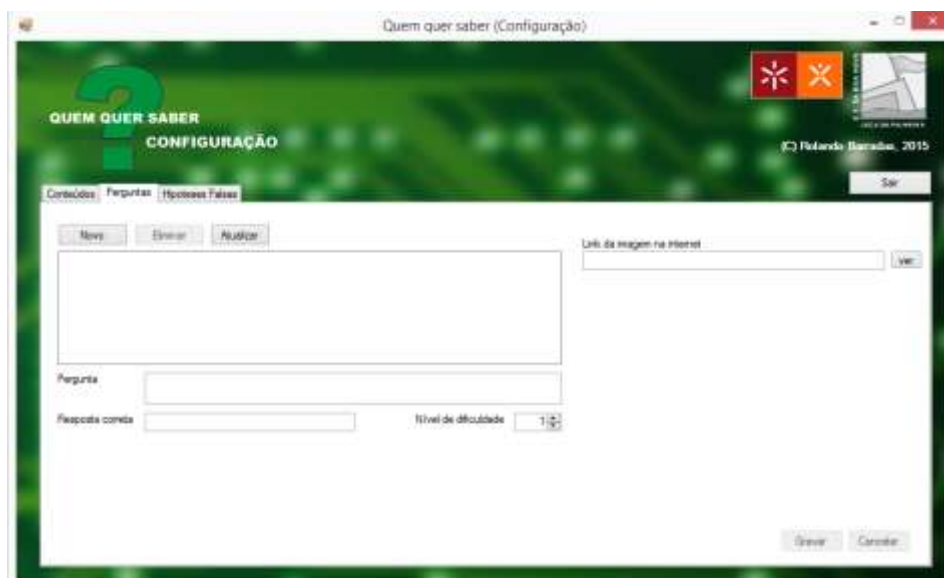 Quem quer saber (Configuração)
QUEM QUER SABER
CONFIGURAÇÃO
(C) Rolando Barradas, 2015
Sair
Conteúdos Perguntas Hipóteses Falsas
Novo Eliminar Atualizar
Link da imagem na internet
ver
Pergunta
Resposta correta
Nível de dificuldade 1
Gravar Cancelar